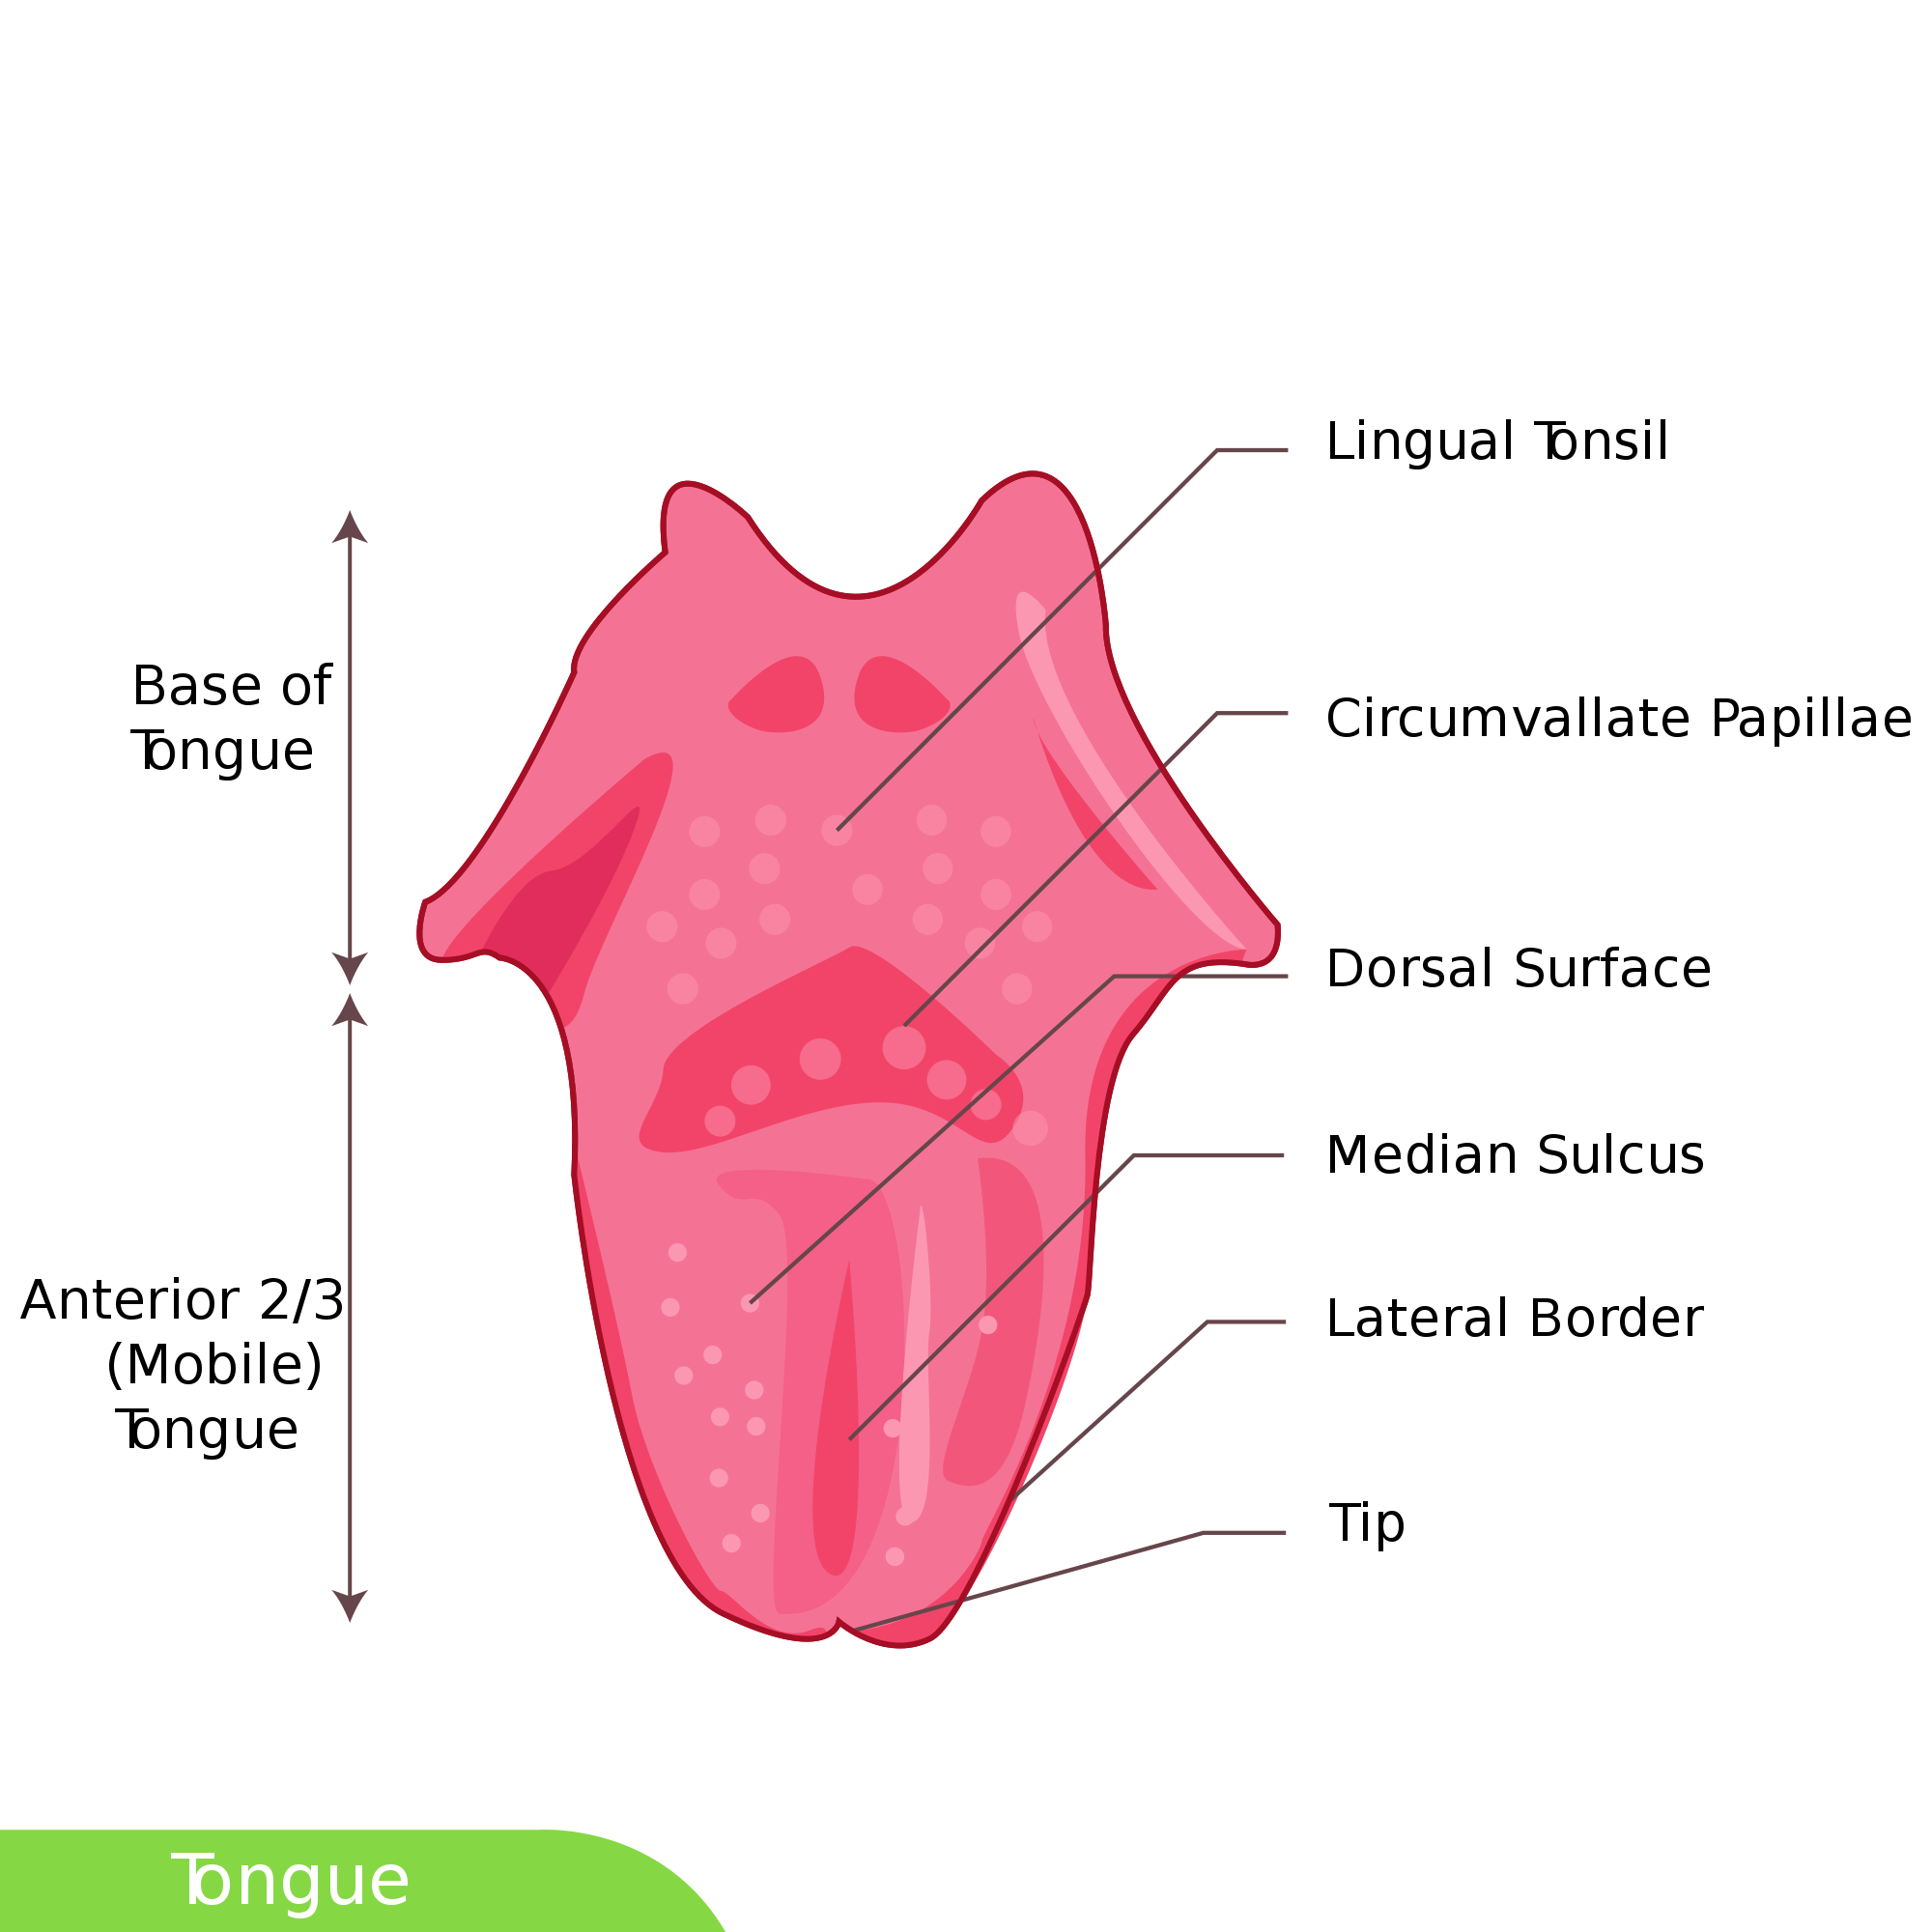 Lingual Tonsil
Base of
Tongue
Circumvallate Papillae
Dorsal Surface
Median Sulcus
Anterior 2/3
(Mobile)
Tongue
Lateral Border
Tip
Tongue